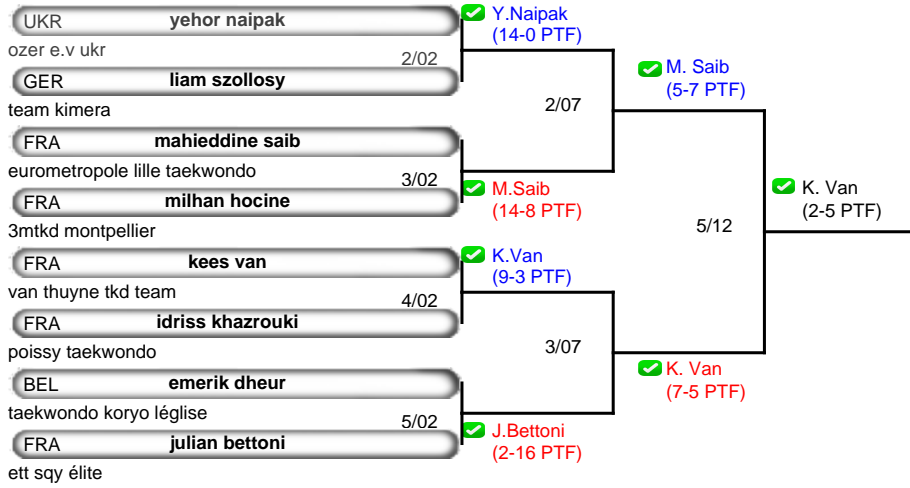 UKR yehor naipak
ozer e.v ukr
2/02
GER liam szollosy
team kimera
FRA mahieddine saib
eurometropole lille taekwondo
3/02
FRA milhan hocine
3mtkd montpellier
FRA kees van
van thuyne tkd team
4/02
FRA idriss khazrouki
poissy taekwondo
BEL emerik dheur
taekwondo koryo léglise
5/02
FRA julian bettoni
ett sqy élite
Y.Naipak
(14-0 PTF)
2/07
M.Saib
(14-8 PTF)
K.Van
(9-3 PTF)
3/07
J.Bettoni
(2-16 PTF)
M. Saib
(5-7 PTF)
5/12
K. Van
(7-5 PTF)
K. Van
(2-5 PTF)